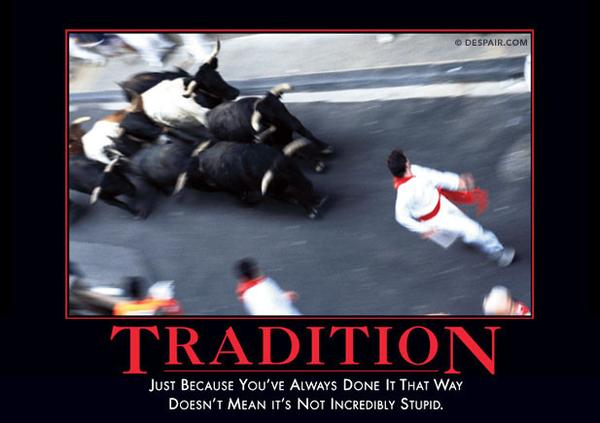 © DESPAIR.COM
TRADITION
JUST BECAUSE YOU'VE ALWAYS DONE IT THAT WAY
DOESN'T MEAN IT'S NOT INCREDIBLY STUPID.